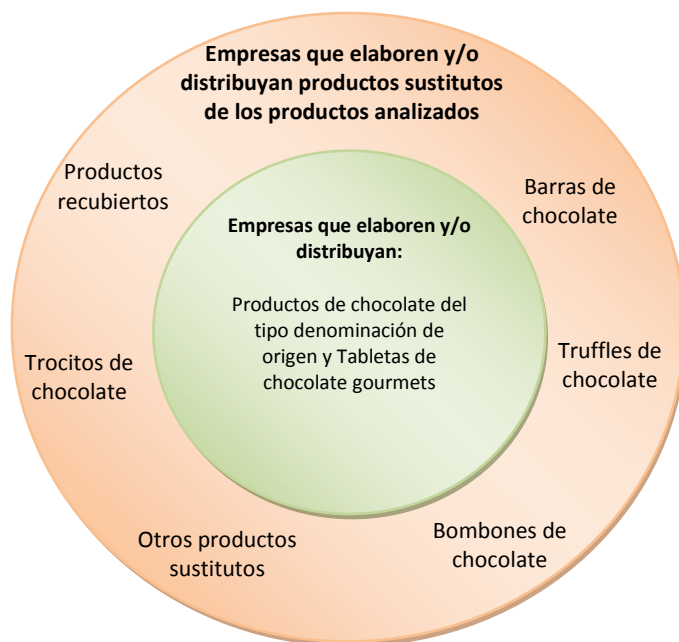 Empresas que elaboren y/o
distribuyan productos sustitutos
de los productos analizados
Productos
recubiertos
Barras de
chocolate
Empresas que elaboren y/o
distribuyan:
Productos de chocolate del
tipo denominación de
origen y Tabletas de
chocolate gourmets
Trocitos de
chocolate
Truffles de
chocolate
Otros productos
sustitutos
Bombones de
chocolate